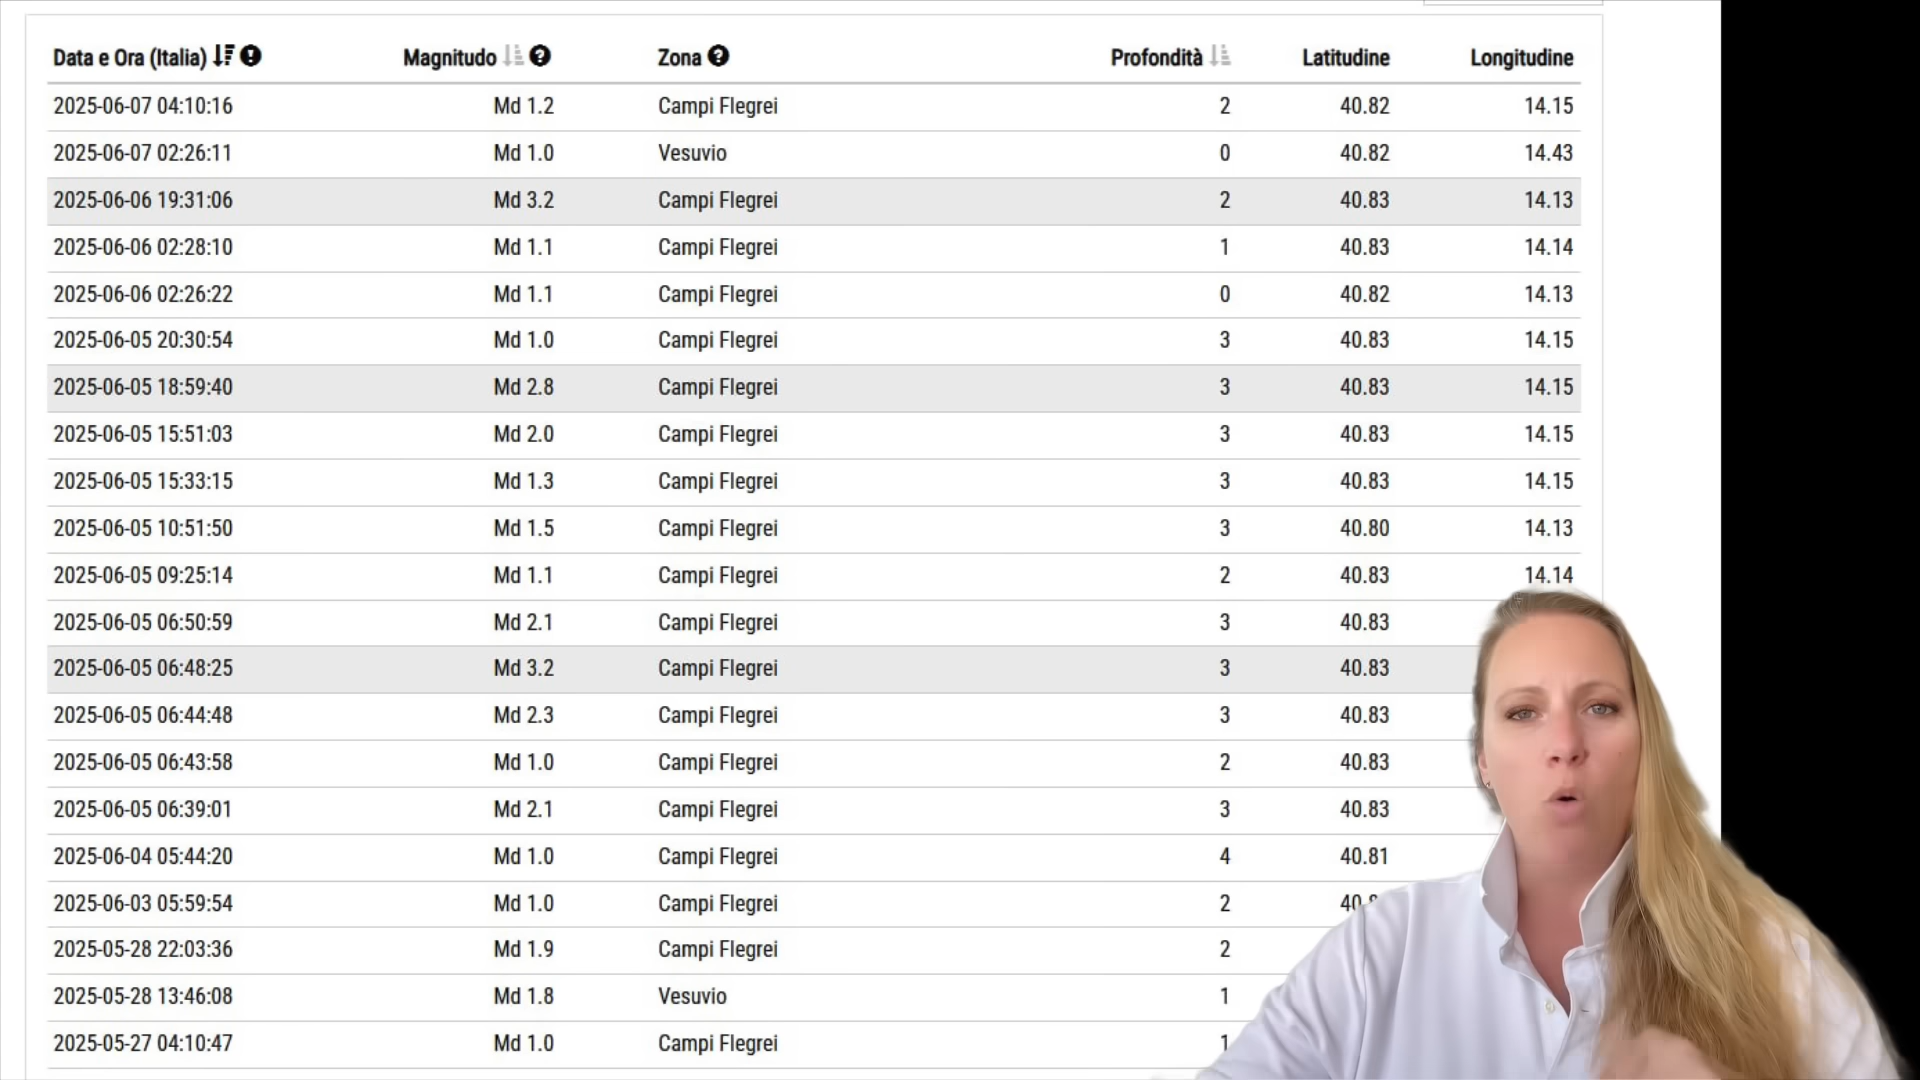 Data e Ora (Italia) Magnitudo Zona Profondità Latitudine Longitudine
2025-06-07 04:10:16 Md 1.2 Campi Flegrei 2 40.82 14.15
2025-06-07 02:26:11 Md 1.0 Vesuvio 0 40.82 14.43
2025-06-06 19:31:06 Md 3.2 Campi Flegrei 2 40.83 14.13
2025-06-06 02:28:10 Md 1.1 Campi Flegrei 1 40.83 14.14
2025-06-06 02:26:22 Md 1.1 Campi Flegrei 0 40.82 14.13
2025-06-05 20:30:54 Md 1.0 Campi Flegrei 3 40.83 14.15
2025-06-05 18:59:40 Md 2.8 Campi Flegrei 3 40.83 14.15
2025-06-05 15:51:03 Md 2.0 Campi Flegrei 3 40.83 14.15
2025-06-05 15:33:15 Md 1.3 Campi Flegrei 3 40.83 14.15
2025-06-05 10:51:50 Md 1.5 Campi Flegrei 3 40.80 14.13
2025-06-05 09:25:14 Md 1.1 Campi Flegrei 2 40.83 14.14
2025-06-05 06:50:59 Md 2.1 Campi Flegrei 3 40.83
2025-06-05 06:48:25 Md 3.2 Campi Flegrei 3 40.83
2025-06-05 06:44:48 Md 2.3 Campi Flegrei 3 40.83
2025-06-05 06:43:58 Md 1.0 Campi Flegrei 2 40.83
2025-06-05 06:39:01 Md 2.1 Campi Flegrei 3 40.83
2025-06-04 05:44:20 Md 1.0 Campi Flegrei 4 40.81
2025-06-03 05:59:54 Md 1.0 Campi Flegrei 2
2025-05-28 22:03:36 Md 1.9 Campi Flegrei 2
2025-05-28 13:46:08 Md 1.8 Vesuvio 1
2025-05-27 04:10:47 Md 1.0 Campi Flegrei 1